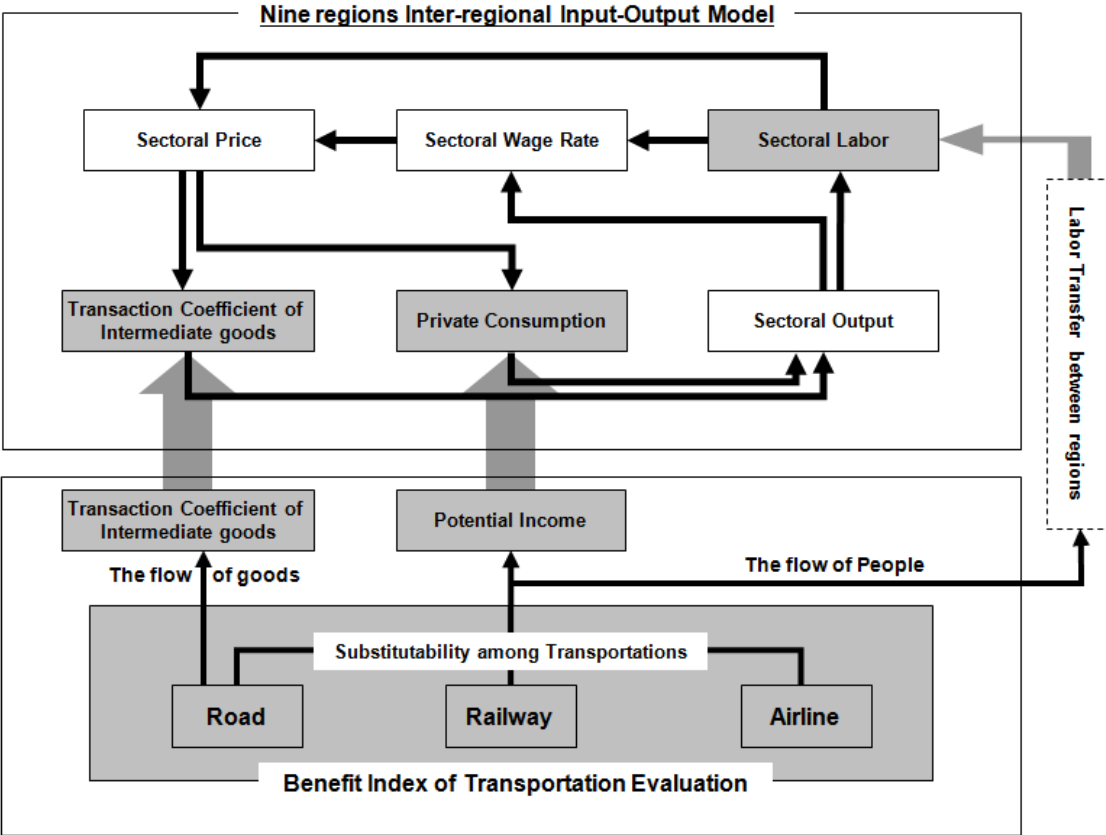 Nine regions Inter-regional Input-Output Model
Sectoral Price
Sectoral Wage Rate
Sectoral Labor
Labor Transfer between regions
Transaction Coefficient of
Intermediate goods
Private Consumption
Sectoral Output
Transaction Coefficient of
Intermediate goods
Potential Income
The flow of goods
The flow of People
Substitutability among Transportations
Road
Railway
Airline
Benefit Index of Transportation Evaluation